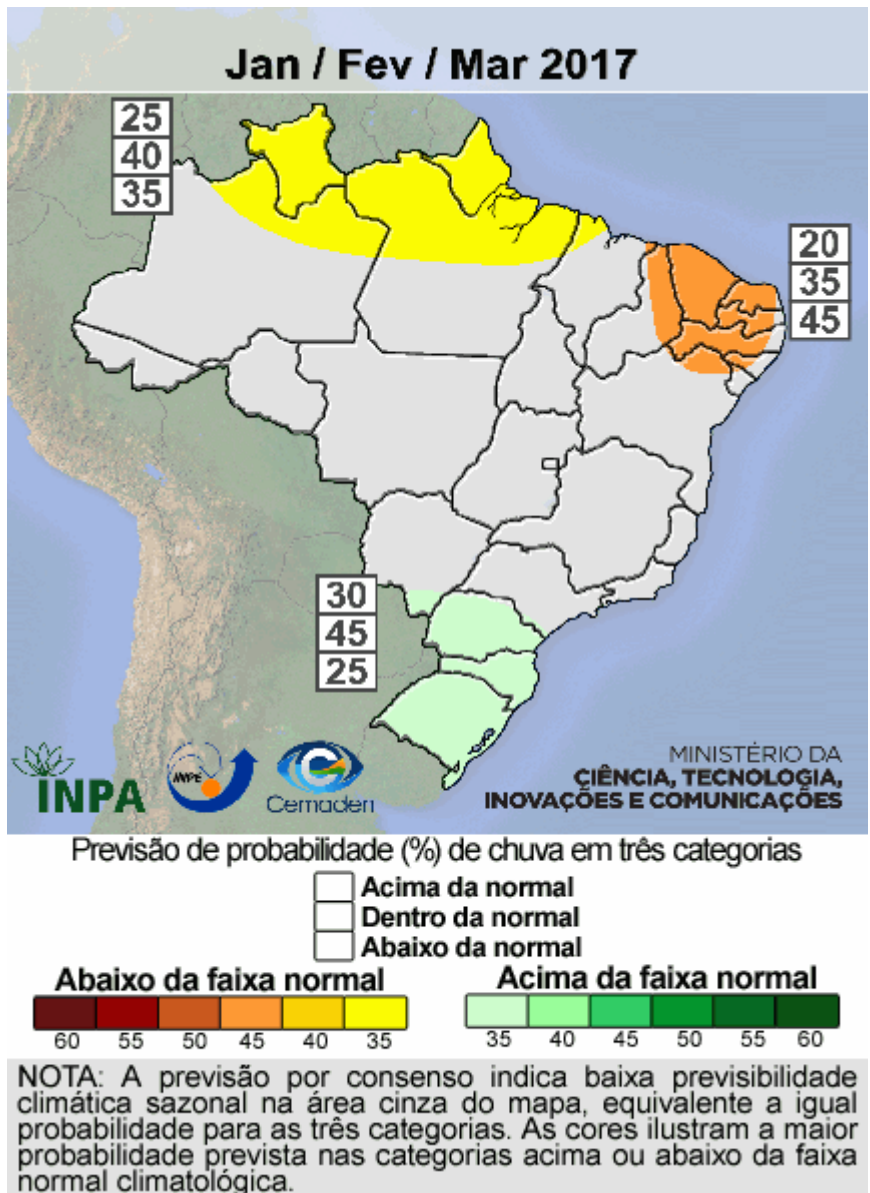 Jan / Fev / Mar 2017
25
40
35
20
35
45
30
45
25
INPA
INPE
Cemaden
MINISTÉRIO DA
CIÊNCIA, TECNOLOGIA,
INOVAÇÕES E COMUNICAÇÕES
Previsão de probabilidade (%) de chuva em três categorias
Acima da normal
Dentro da normal
Abaixo da normal
Abaixo da faixa normal
60 55 50 45 40 35
Acima da faixa normal
35 40 45 50 55 60
NOTA: A previsão por consenso indica baixa previsibilidade
climática sazonal na área cinza do mapa, equivalente a igual
probabilidade para as três categorias. As cores ilustram a maior
probabilidade prevista nas categorias acima ou abaixo da faixa
normal climatológica.